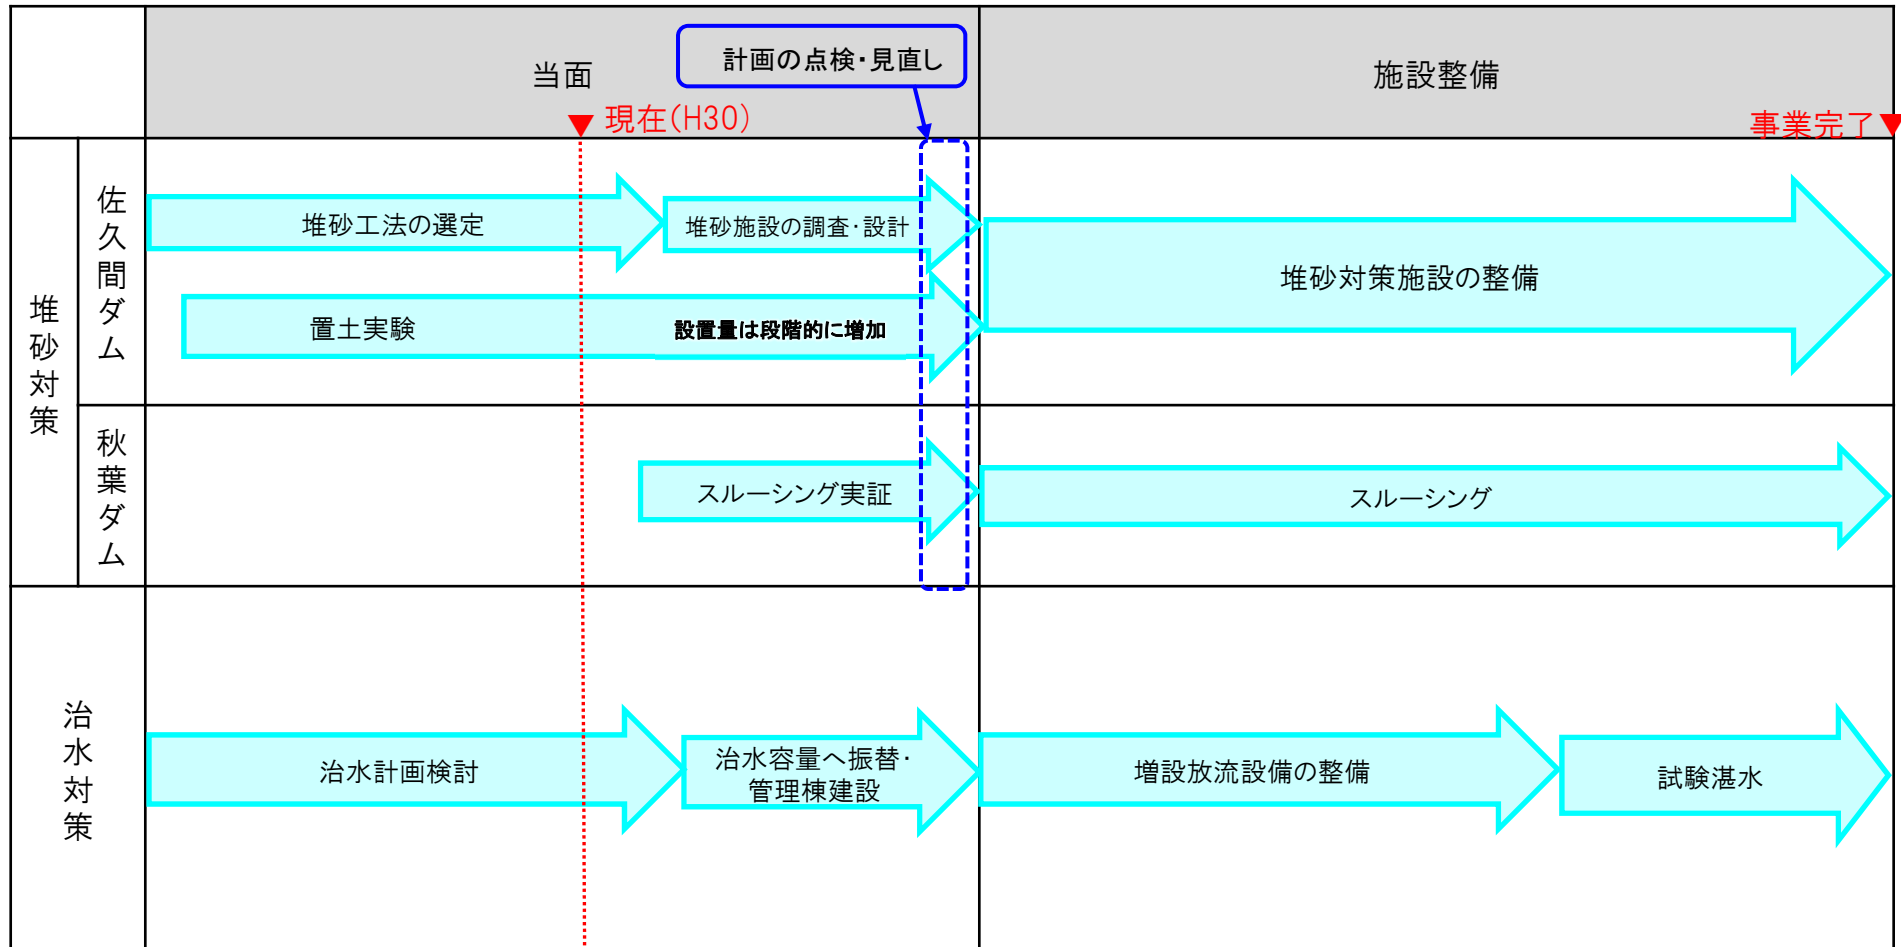 計画の点検・見直し
当面
施設整備
現在(H30)
事業完了
堆砂対策
佐久間ダム
堆砂工法の選定
堆砂施設の調査・設計
堆砂対策施設の整備
置土実験
設置量は段階的に増加
秋葉ダム
スルーシング実証
スルーシング
治水対策
治水計画検討
治水容量へ振替・
管理棟建設
増設放流設備の整備
試験湛水